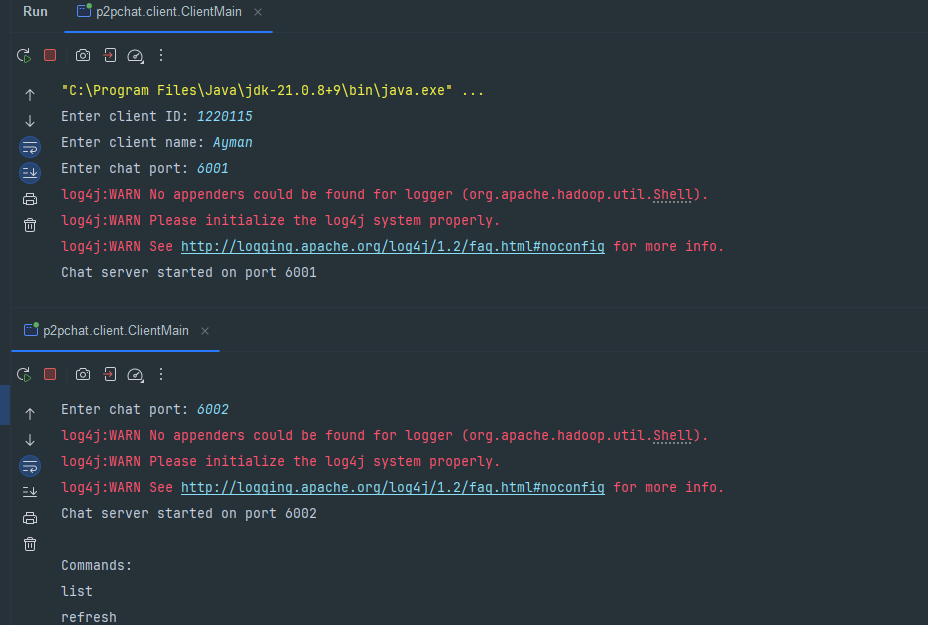 Run p2pchat.client.ClientMain
"C:\Program Files\Java\jdk-21.0.8+9\bin\java.exe" ...
Enter client ID: 1220115
Enter client name: Ayman
Enter chat port: 6001
log4j:WARN No appenders could be found for logger (org.apache.hadoop.util.Shell).
log4j:WARN Please initialize the log4j system properly.
log4j:WARN See http://logging.apache.org/log4j/1.2/faq.html#noconfig for more info.
Chat server started on port 6001
p2pchat.client.ClientMain
Enter chat port: 6002
log4j:WARN No appenders could be found for logger (org.apache.hadoop.util.Shell).
log4j:WARN Please initialize the log4j system properly.
log4j:WARN See http://logging.apache.org/log4j/1.2/faq.html#noconfig for more info.
Chat server started on port 6002
Commands:
list
refresh